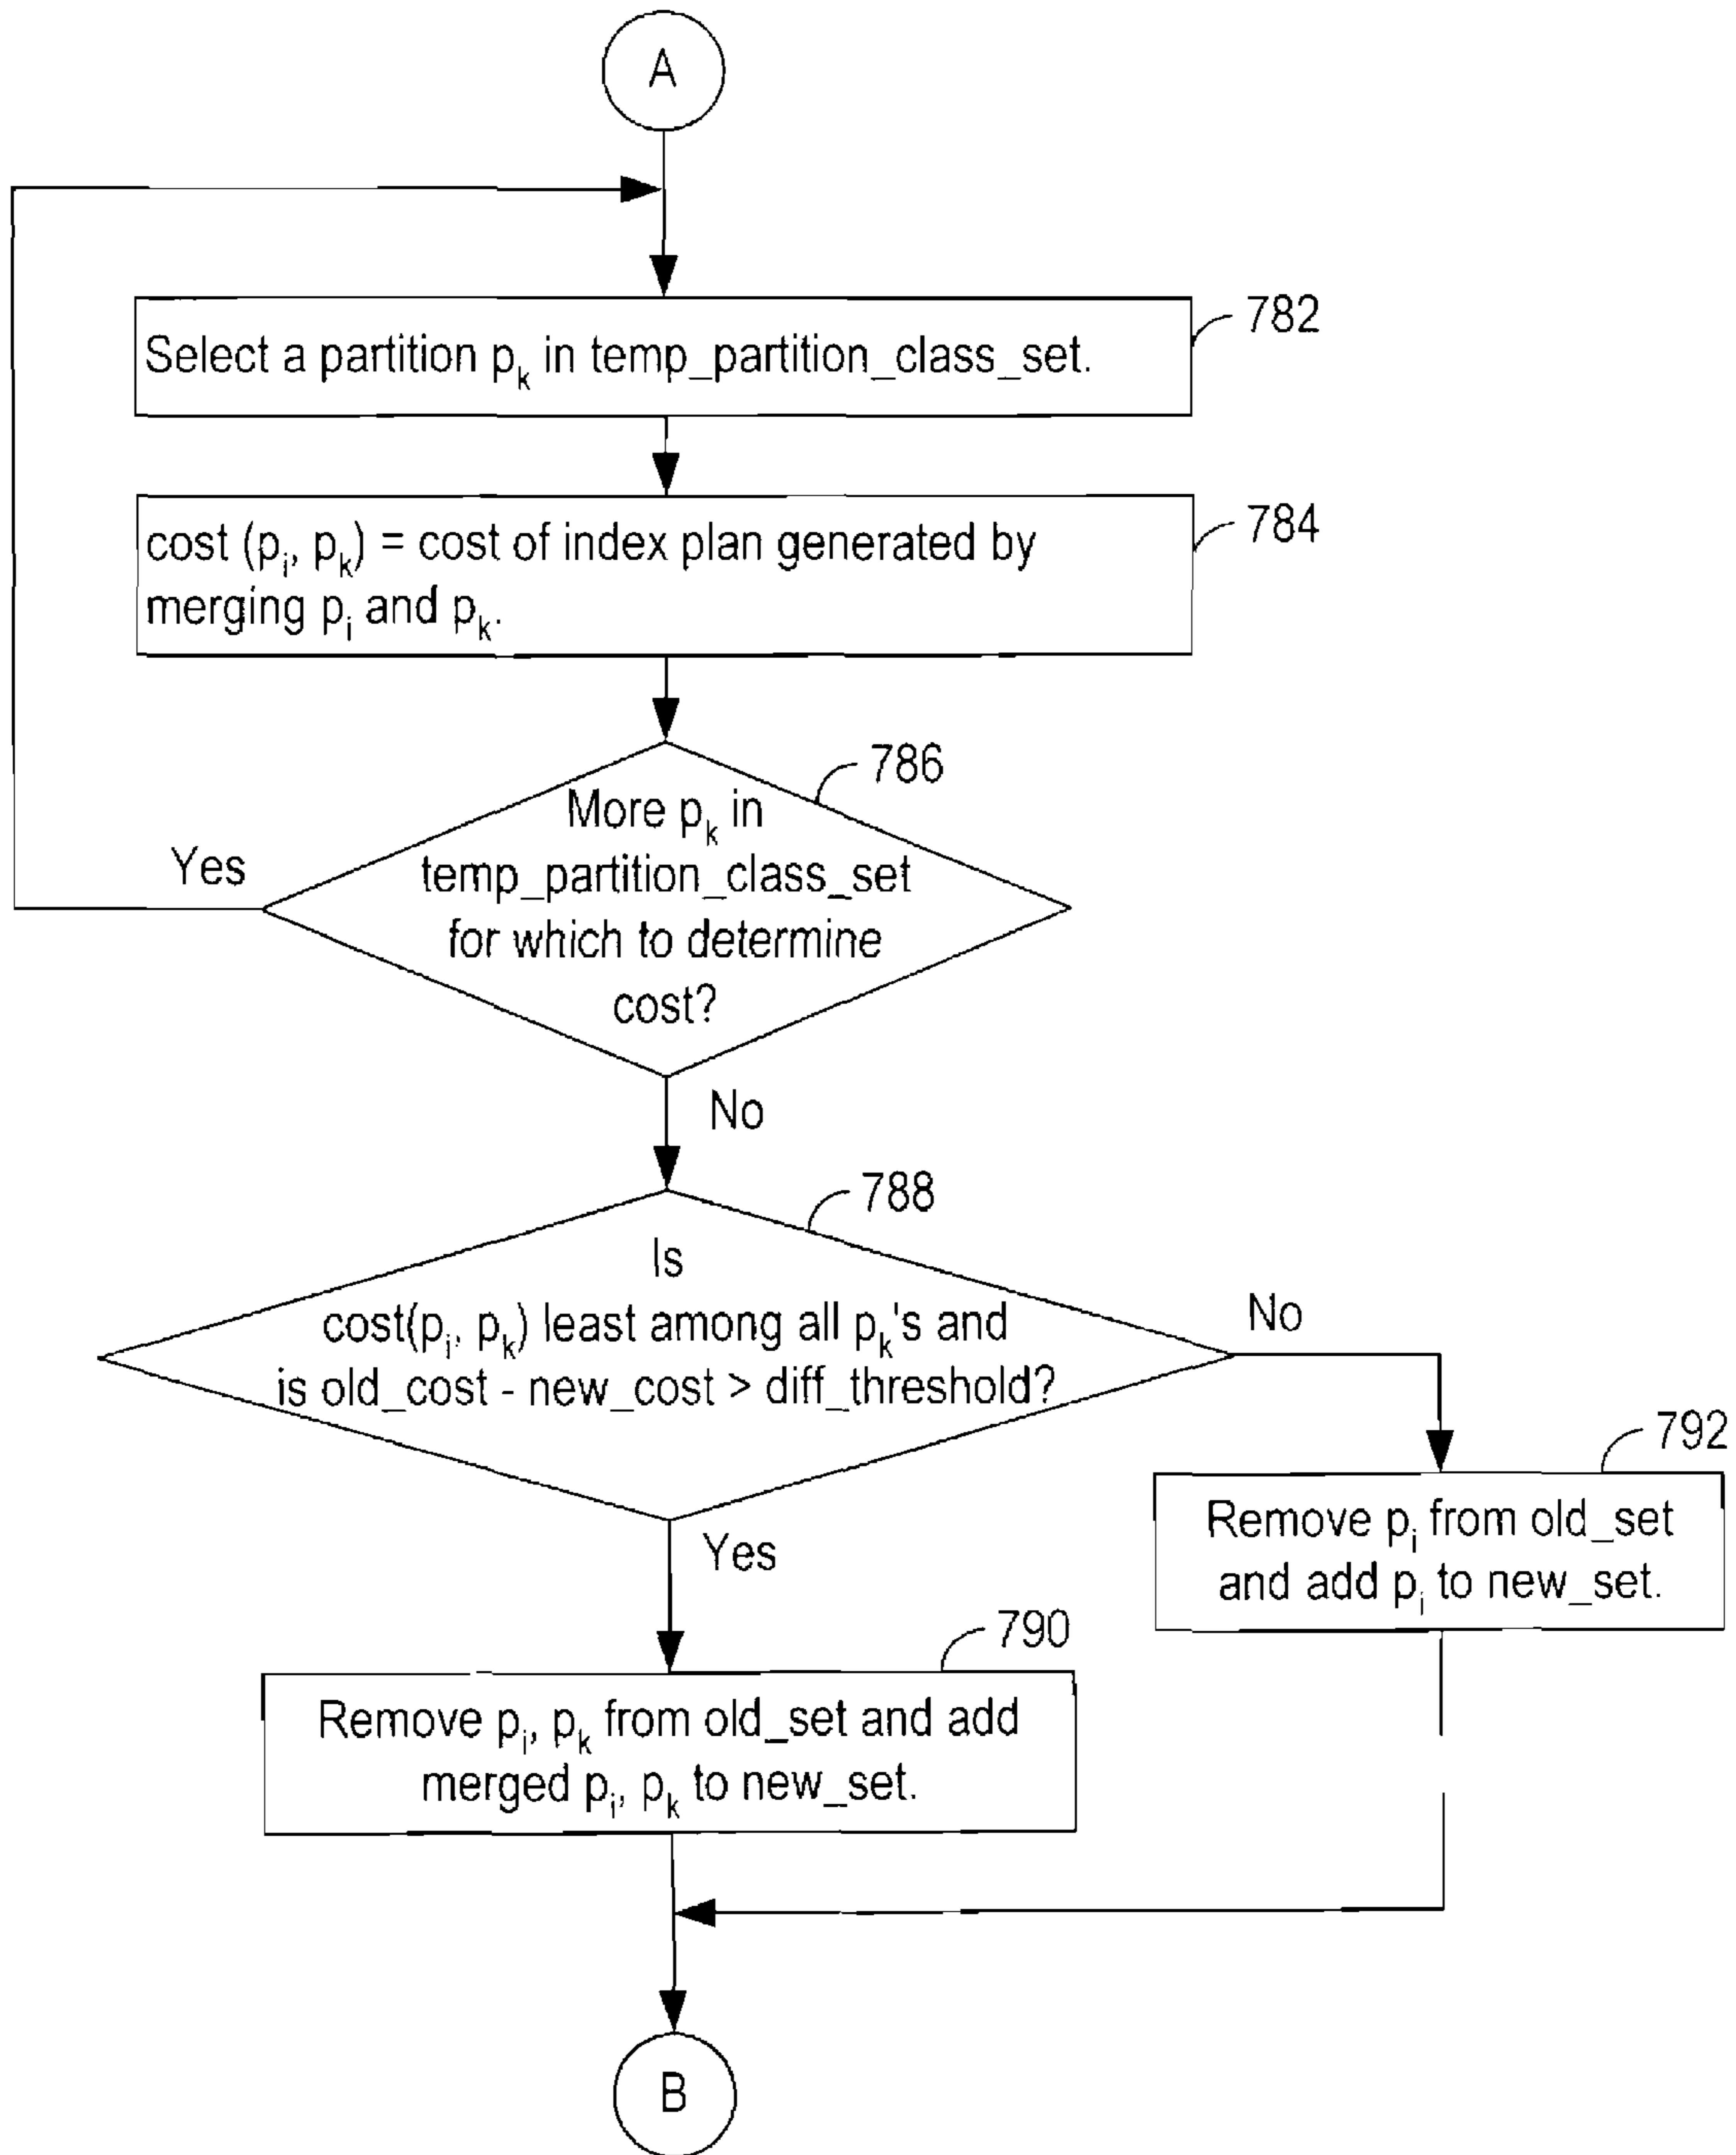 A
782
Select a partition pₖ in temp_partition_class_set.
784
cost (pᵢ, pₖ) = cost of index plan generated by
merging pᵢ and pₖ.
786
More pₖ in
temp_partition_class_set
for which to determine
cost?
Yes
No
788
Is
cost(pᵢ, pₖ) least among all pₖ's and
is old_cost - new_cost > diff_threshold?
No
Yes
792
Remove pᵢ from old_set
and add pᵢ to new_set.
790
Remove pᵢ, pₖ from old_set and add
merged pᵢ, pₖ to new_set.
B